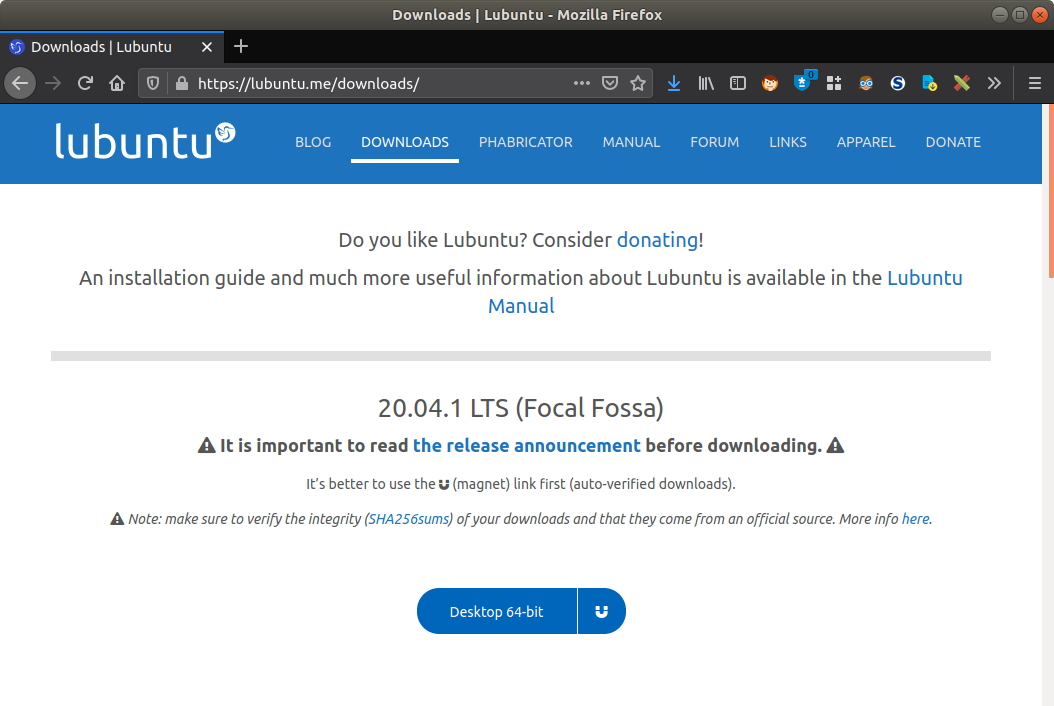 Downloads | Lubuntu - Mozilla Firefox
Downloads | Lubuntu
https://lubuntu.me/downloads/
0
lubuntu
BLOG DOWNLOADS PHABRICATOR MANUAL FORUM LINKS APPAREL DONATE
Do you like Lubuntu? Consider donating!
An installation guide and much more useful information about Lubuntu is available in the Lubuntu
Manual
20.04.1 LTS (Focal Fossa)
It is important to read the release announcement before downloading.
It’s better to use the (magnet) link first (auto-verified downloads).
Note: make sure to verify the integrity (SHA256sums) of your downloads and that they come from an official source. More info here.
Desktop 64-bit